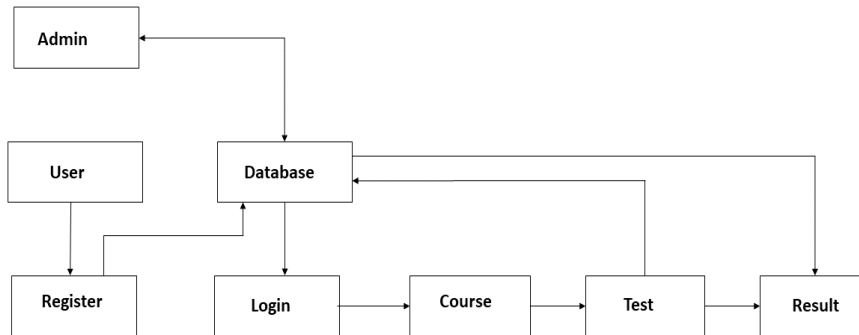 Admin
User
Database
Register
Login
Course
Test
Result